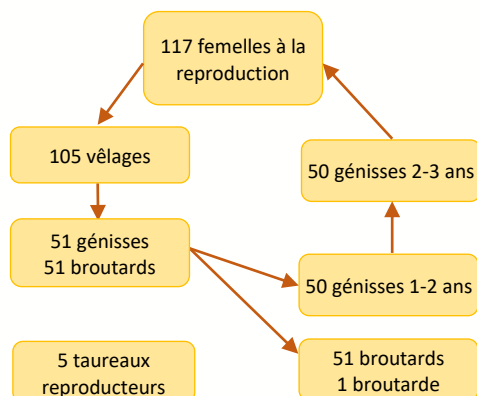 117 femelles à la
reproduction
105 vêlages
50 génisses 2-3 ans
51 génisses
51 broutards
50 génisses 1-2 ans
5 taureaux
reproducteurs
51 broutards
1 broutarde